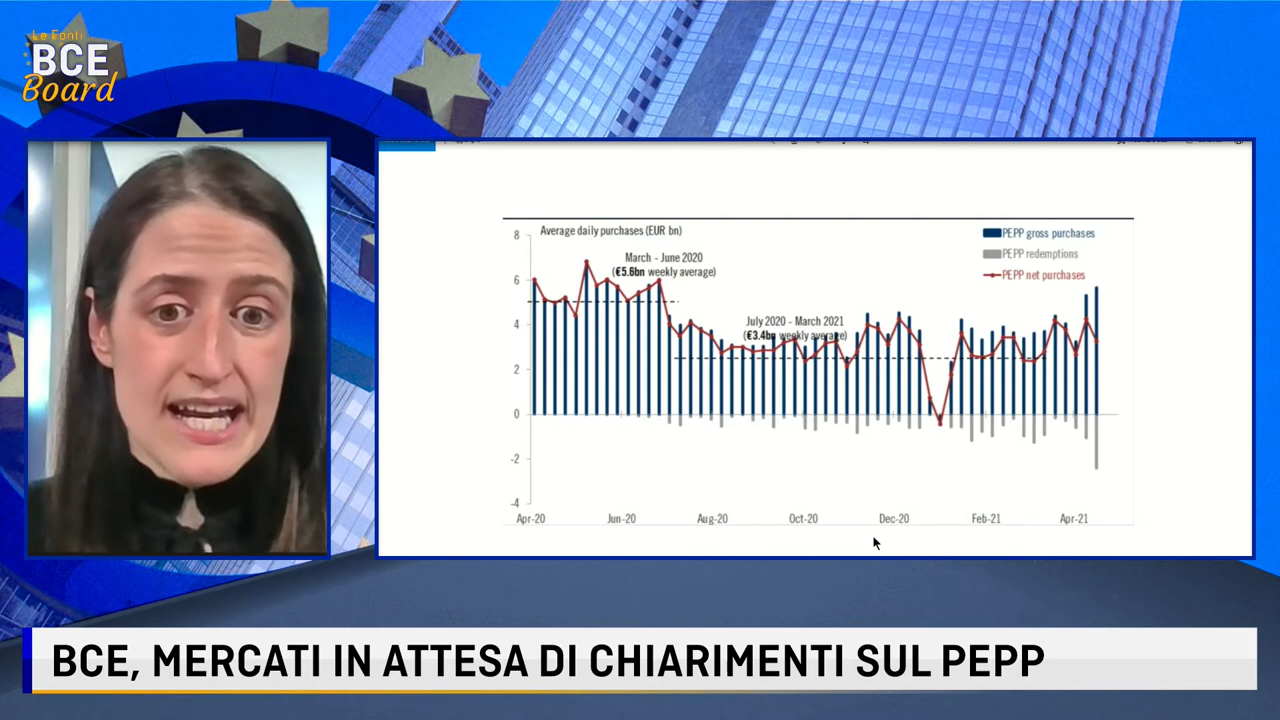 Le Fonti
BCE
Board
8
Average daily purchases (EUR bn)
PEPP gross purchases
PEPP redemptions
PEPP net purchases
March - June 2020
(€5.6bn weekly average)
6
July 2020 - March 2021
(€3.4bn weekly average)
4
2
0
-2
-4
Apr-20
Jun-20
Aug-20
Oct-20
Dec-20
Feb-21
Apr-21
BCE, MERCATI IN ATTESA DI CHIARIMENTI SUL PEPP